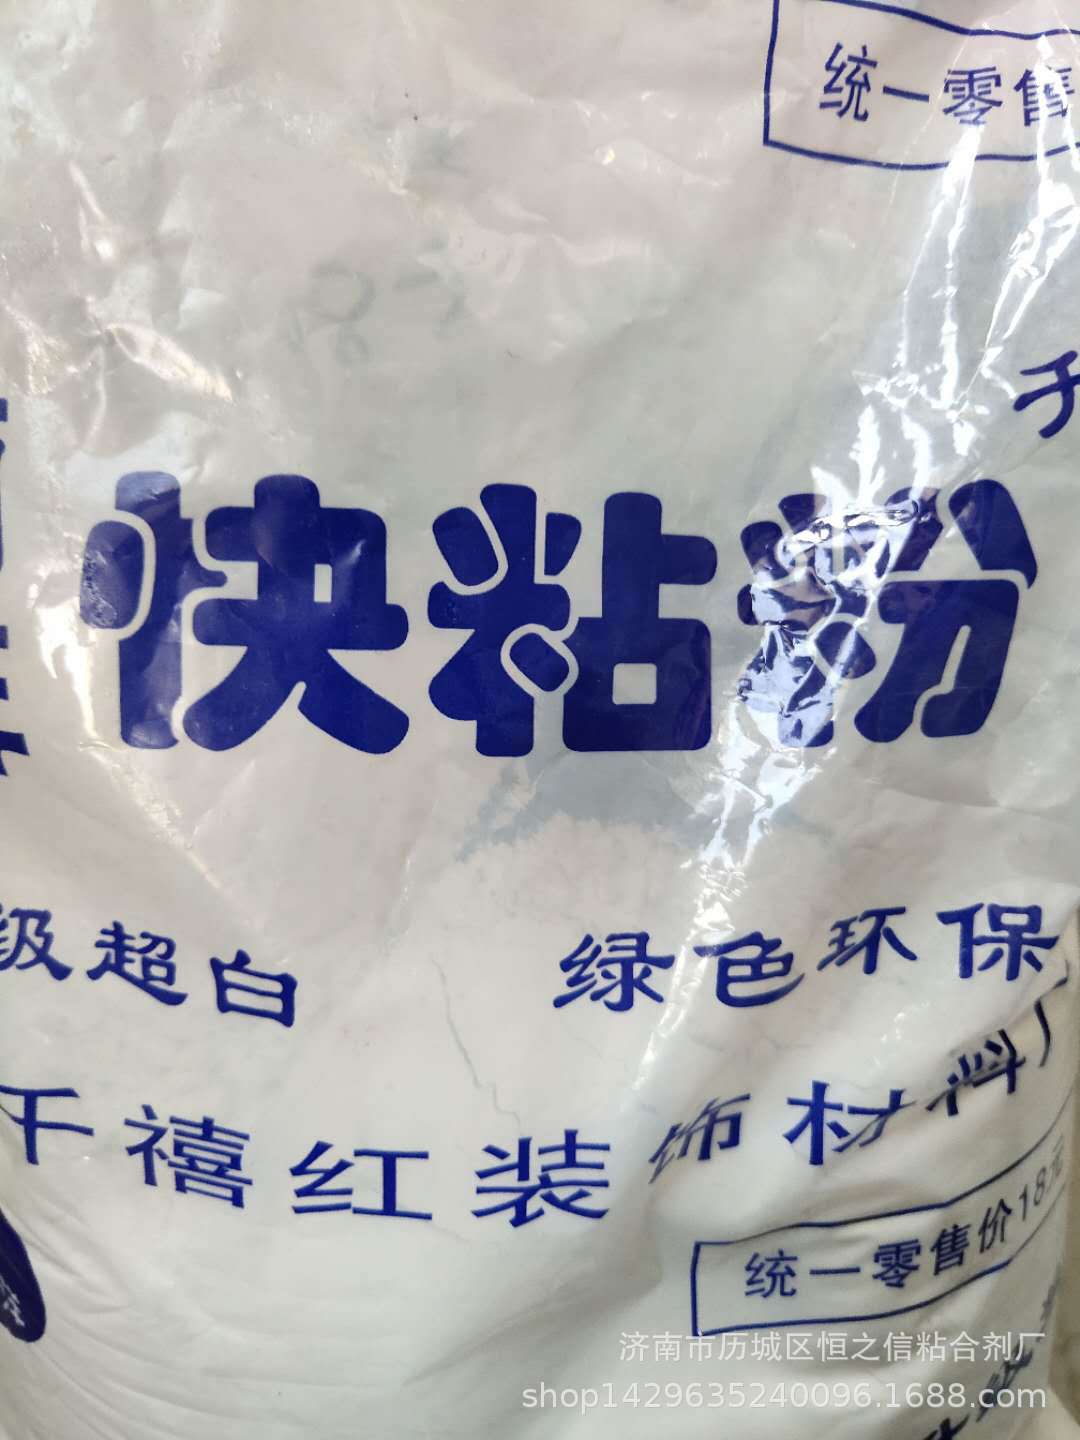 统一零售
快粘粉
级超白 绿色环保
千禧红装饰材料厂
统一零售价18元
济南市历城区恒之信粘合剂厂
shop1429635240096.1688.com